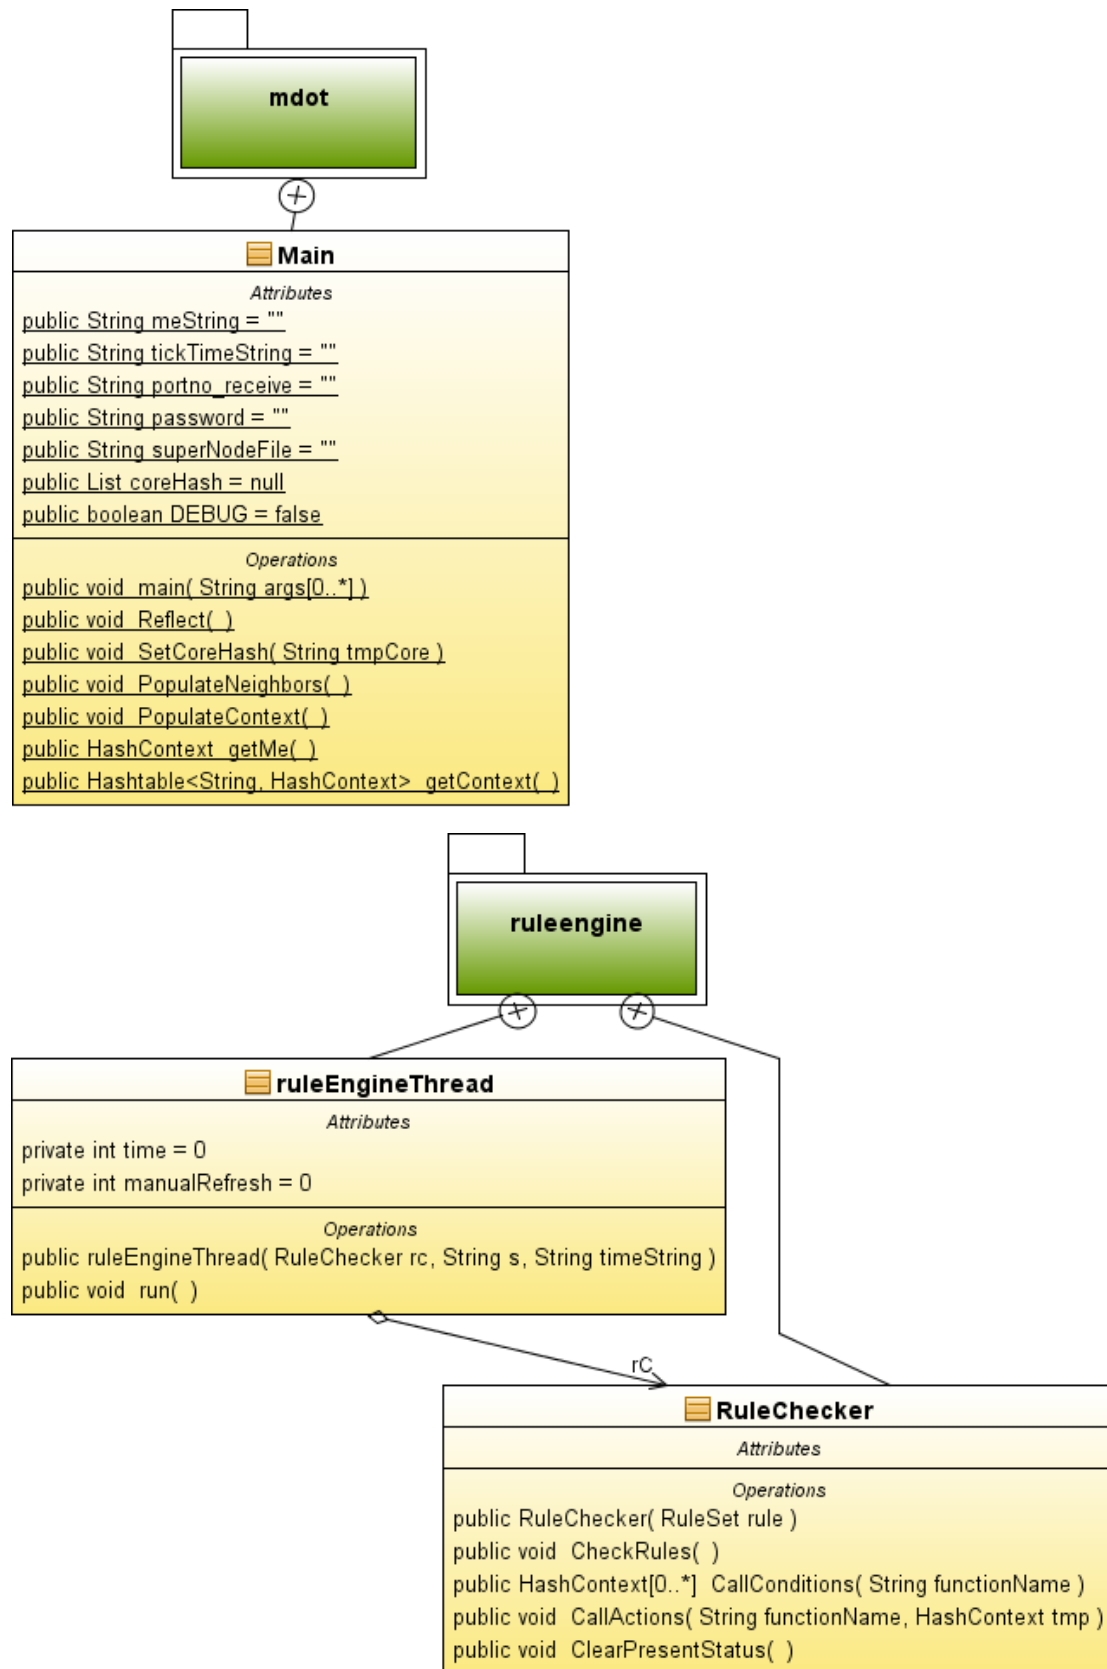 mdot
Main
Attributes
public String meString = ""
public String tickTimeString = ""
public String portno_receive = ""
public String password = ""
public String superNodeFile = ""
public List coreHash = null
public boolean DEBUG = false
Operations
public void  main( String args[0..*] )
public void  Reflect(  )
public void  SetCoreHash( String tmpCore )
public void  PopulateNeighbors(  )
public void  PopulateContext(  )
public HashContext  getMe(  )
public Hashtable<String, HashContext>  getContext(  )
ruleengine
ruleEngineThread
Attributes
private int time = 0
private int manualRefresh = 0
Operations
public ruleEngineThread( RuleChecker rc, String s, String timeString )
public void  run(  )
rC
RuleChecker
Attributes
Operations
public RuleChecker( RuleSet rule )
public void  CheckRules(  )
public HashContext[0..*]  CallConditions( String functionName )
public void  CallActions( String functionName, HashContext tmp )
public void  ClearPresentStatus(  )